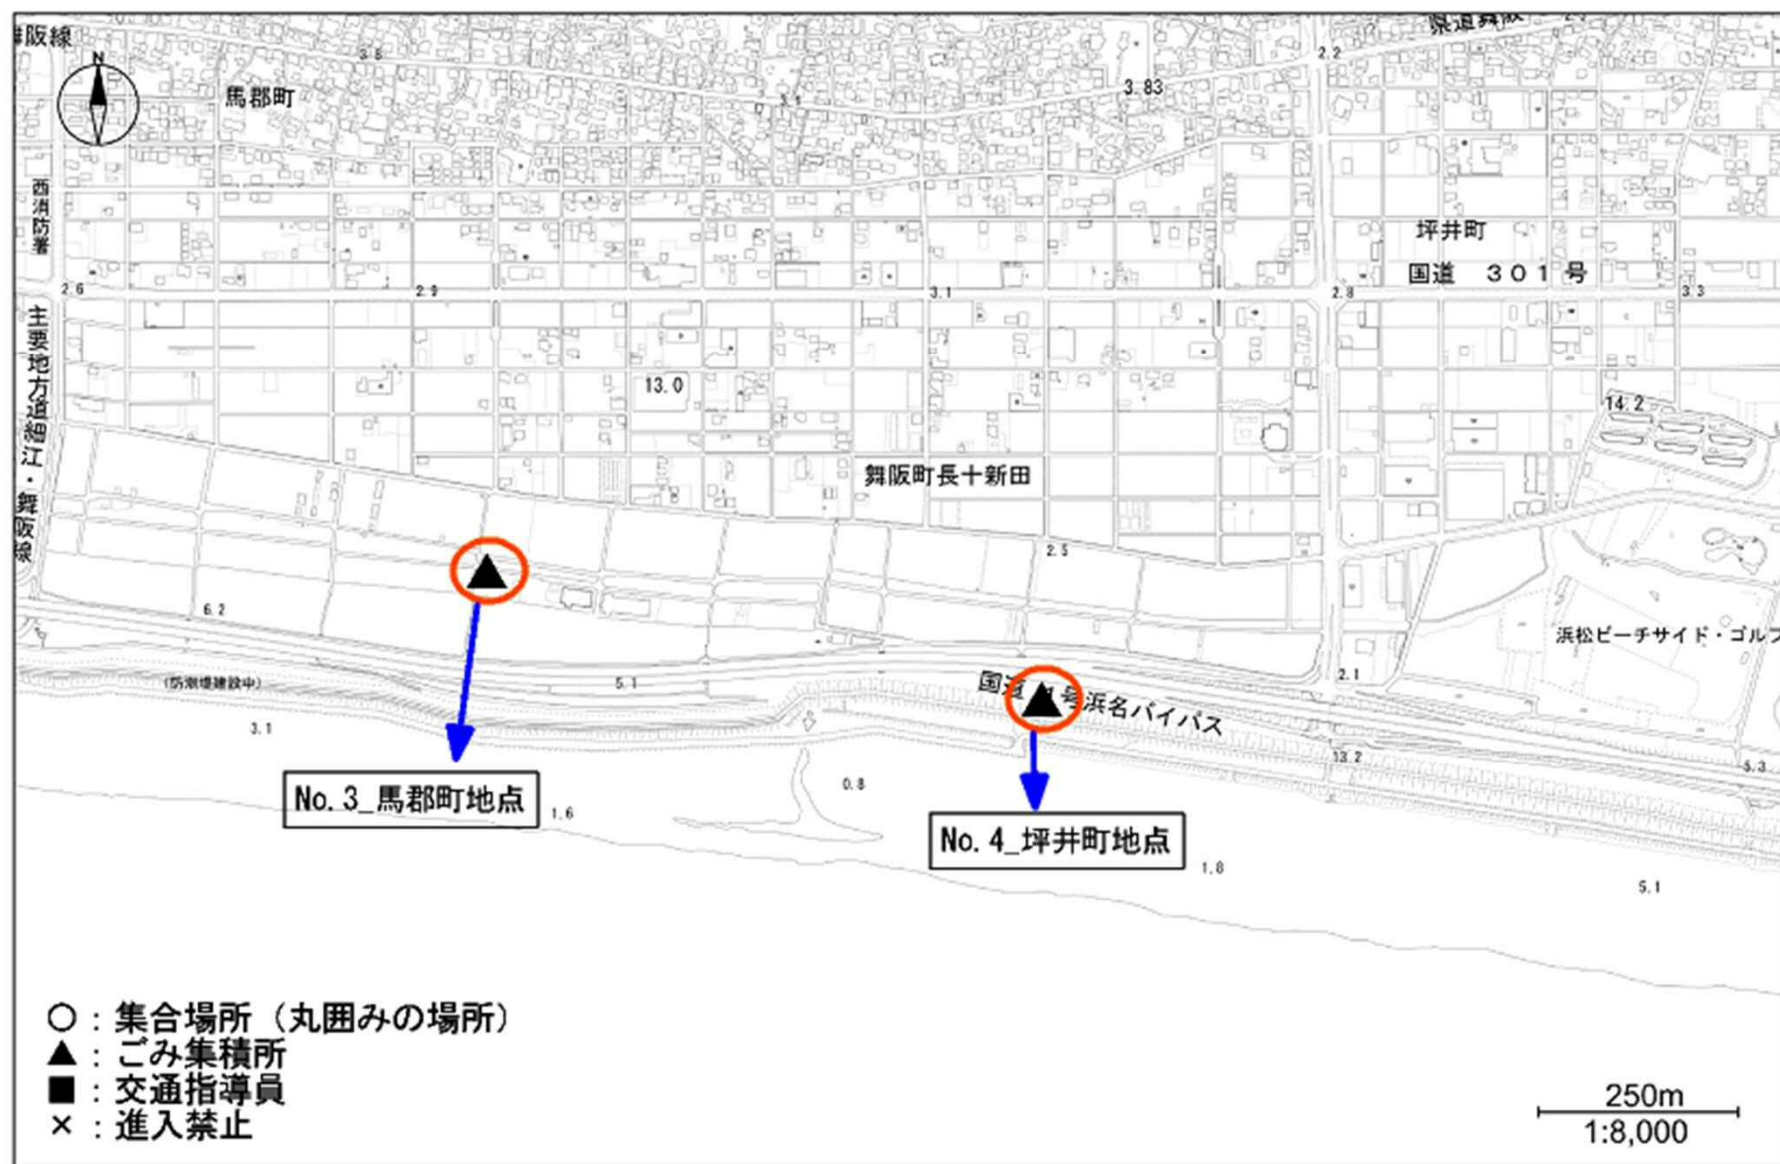 阪線
県道舞阪
N
3.6
2.2
馬郡町
3.1
3.83
西消防署
坪井町
国道 301号
2.6
2.9
3.1
2.8
3.3
主要地方道細江・舞阪線
13.0
14.2
舞阪町長十新田
2.5
6.2
浜松ビーチサイド・ゴルフ
(防潮堤建設中)
5.1
国道 1号浜名バイパス
2.1
3.1
13.2
5.3
0.8
No.3_馬郡町地点
1.6
No.4_坪井町地点
1.8
5.1
○：集合場所（丸囲みの場所）
▲：ごみ集積所
■：交通指導員
×：進入禁止
250m
1:8,000